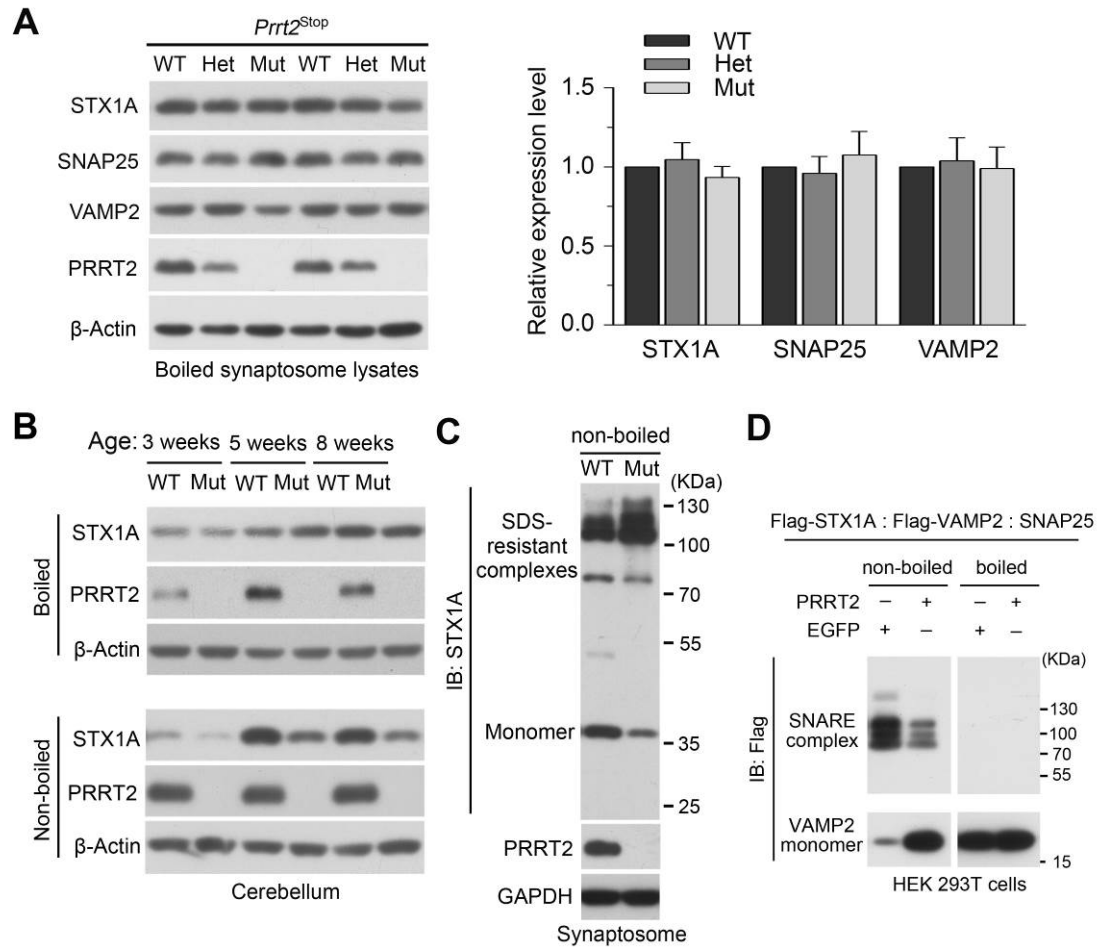 A
Prrt2Stop
WT Het Mut WT Het Mut
STX1A
SNAP25
VAMP2
PRRT2
β-Actin
Boiled synaptosome lysates
WT
Het
Mut
Relative expression level
1.5
1.0
0.5
0.0
STX1A SNAP25 VAMP2
B
Age: 3 weeks 5 weeks 8 weeks
WT Mut WT Mut WT Mut
Boiled
STX1A
PRRT2
β-Actin
Non-boiled
STX1A
PRRT2
β-Actin
Cerebellum
C
non-boiled
WT Mut
(KDa)
IB: STX1A
SDS-
resistant
complexes
Monomer
130
100
70
55
35
25
PRRT2
GAPDH
Synaptosome
D
Flag-STX1A : Flag-VAMP2 : SNAP25
non-boiled boiled
PRRT2 – + – +
EGFP + – + –
(KDa)
IB: Flag
SNARE
complex
130
100
70
55
VAMP2
monomer
15
HEK 293T cells